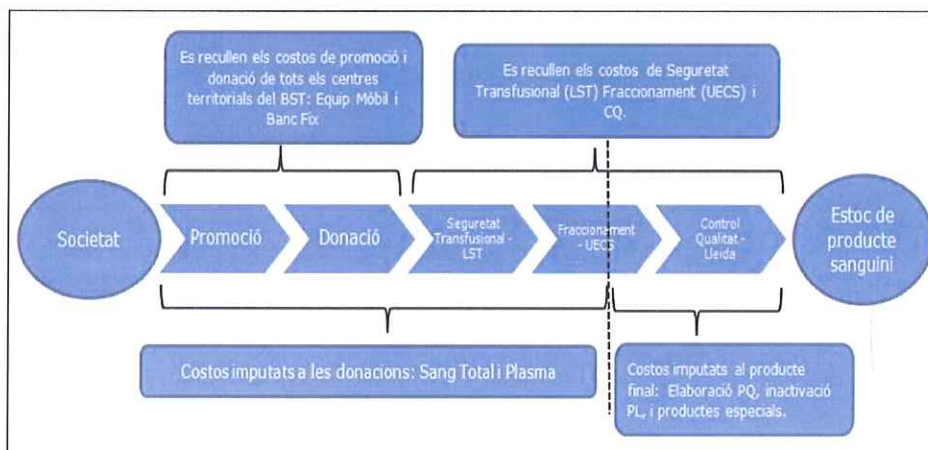 Es recullen els costos de promoció i
donació de tots els centres
territorials del BST: Equip Mòbil i
Banc Fix
Es recullen els costos de Seguretat
Transfusional (LST) Fraccionament (UECS) i
CQ.
Societat
Promoció
Donació
Seguretat
Transfusional -
LST
Fraccionament
- UECS
Control
Qualitat -
Lleida
Estoc de
producte
sanguini
Costos imputats a les donacions: Sang Total i Plasma
Costos imputats al producte
final: Elaboració PQ, inactivació
PL, i productes especials.